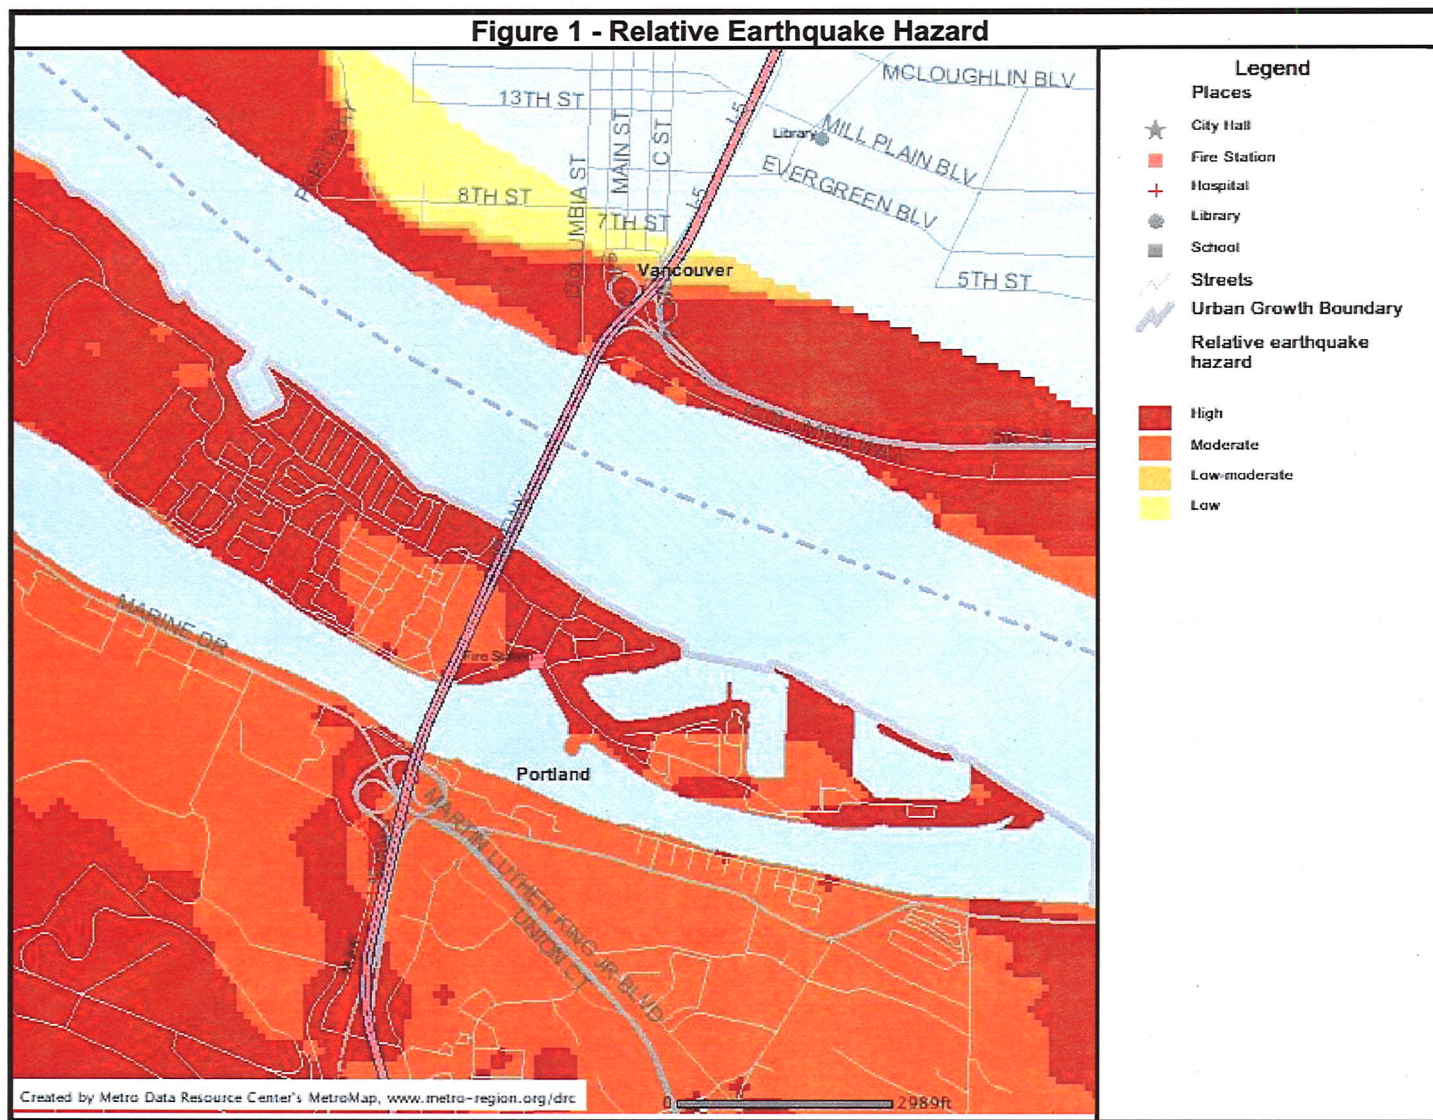 Figure 1 - Relative Earthquake Hazard
MCLOUGHLIN BLV
13TH ST
I-5
Library
MILL PLAIN BLV
MAIN ST
C ST
EVERGREEN BLV
8TH ST
I-5
7TH ST
Vancouver
5TH ST
MARINE DR
Portland
MARTIN LUTHER KING JR BLVD
UNION CT
Created by Metro Data Resource Center's MetroMap, www.metro-region.org/drc
0 2989ft
Legend
Places
City Hall
Fire Station
Hospital
Library
School
Streets
Urban Growth Boundary
Relative earthquake
hazard
High
Moderate
Low-moderate
Low